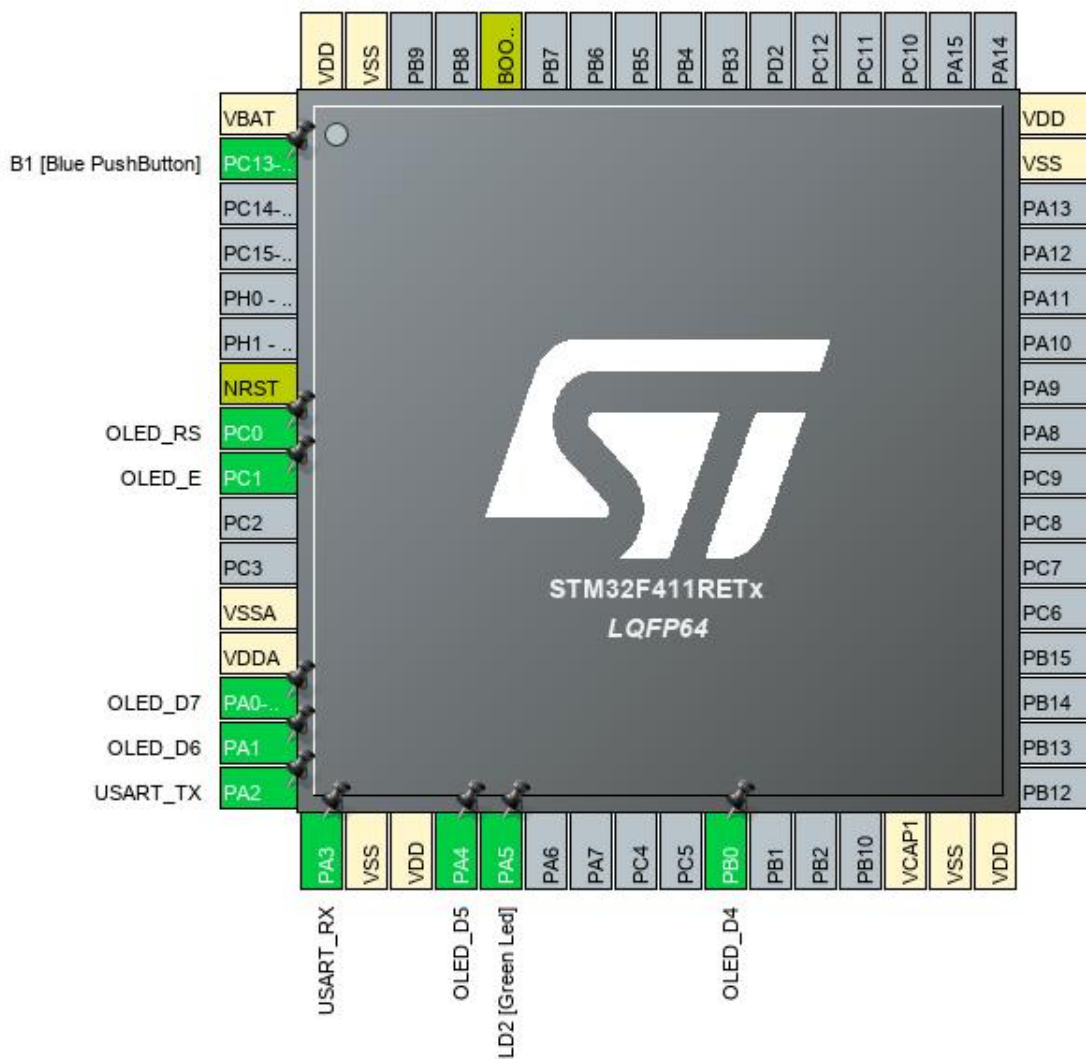 VDD
VSS
PB9
PB8
BOO..
PB7
PB6
PB5
PB4
PB3
PD2
PC12
PC11
PC10
PA15
PA14
VBAT
B1 [Blue PushButton] PC13-..
PC14-..
PC15-..
PH0 - ..
PH1 - ..
NRST
OLED_RS PC0
OLED_E PC1
PC2
PC3
VSSA
VDDA
OLED_D7 PA0-..
OLED_D6 PA1
USART_TX PA2
ST
STM32F411RETx
LQFP64
VDD
VSS
PA13
PA12
PA11
PA10
PA9
PA8
PC9
PC8
PC7
PC6
PB15
PB14
PB13
PB12
PA3
VSS
VDD
PA4
PA5
PA6
PA7
PC4
PC5
PB0
PB1
PB2
PB10
VCAP1
VSS
VDD
USART_RX
OLED_D5
LD2 [Green Led]
OLED_D4